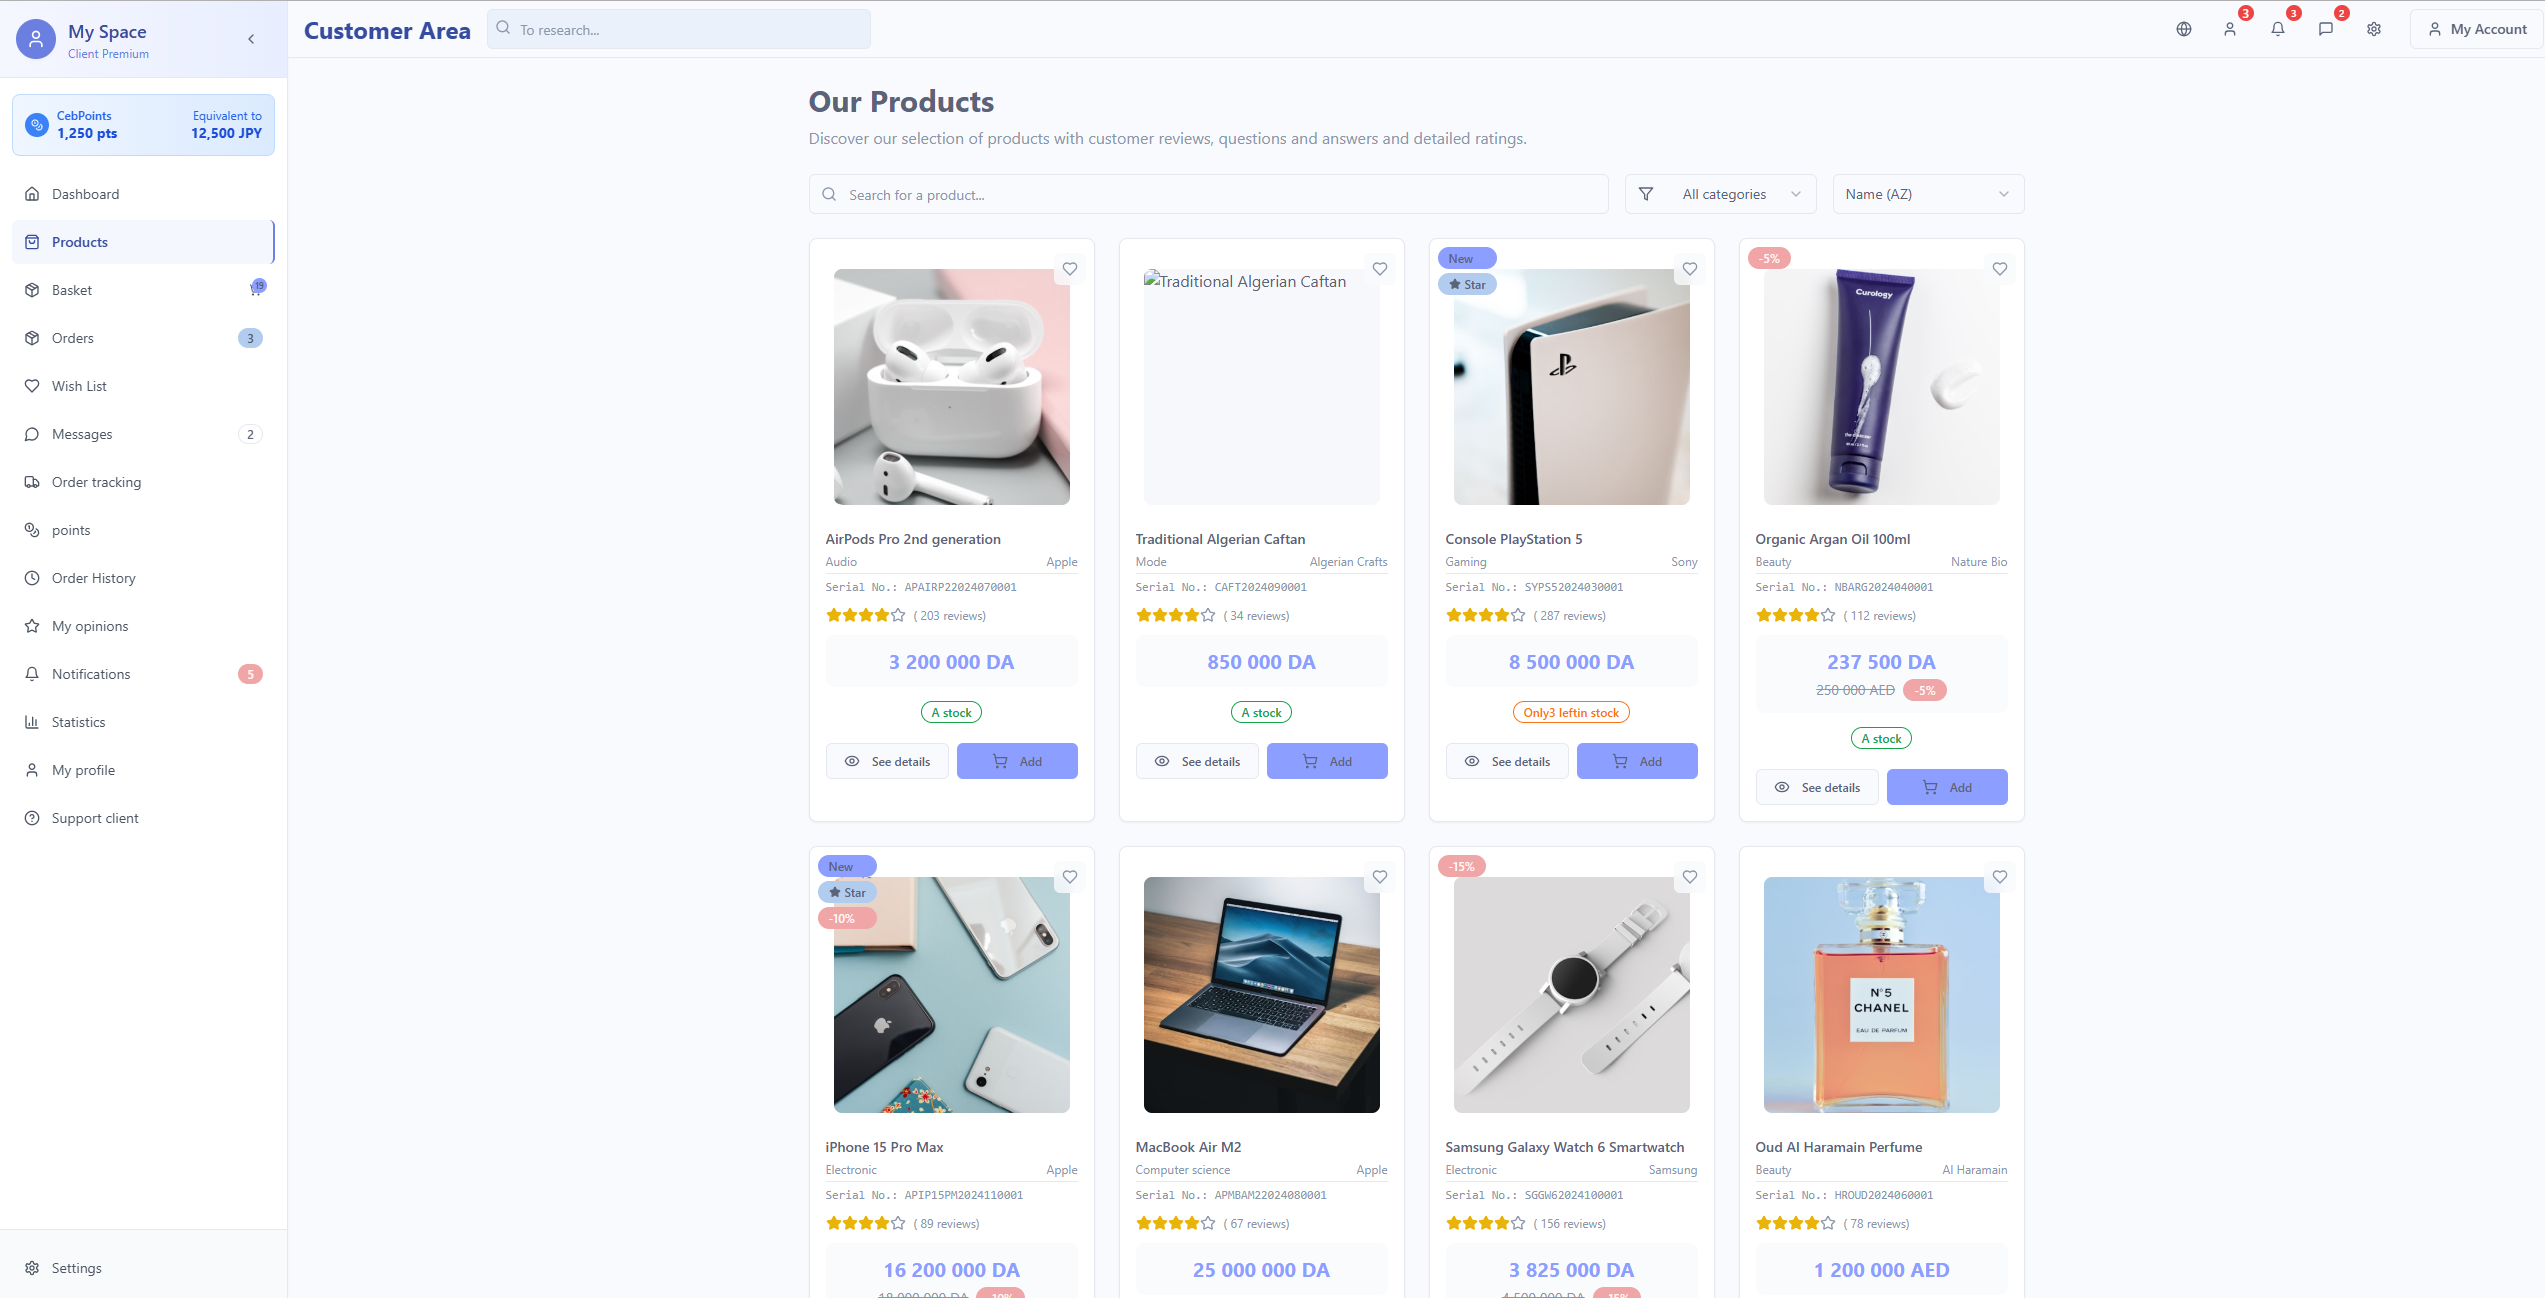 My Space
Client Premium
CebPoints
1,250 pts
Equivalent to
12,500 JPY
Dashboard
Products
Basket
19
Orders
3
Wish List
Messages
2
Order tracking
points
Order History
My opinions
Notifications
5
Statistics
My profile
Support client
Settings
Customer Area
To research...
3
3
2
My Account
Our Products
Discover our selection of products with customer reviews, questions and answers and detailed ratings.
Search for a product...
All categories
Name (AZ)
AirPods Pro 2nd generation
Audio Apple
Serial No.: APAIRP22024070001
( 203 reviews)
3 200 000 DA
A stock
See details
Add
Traditional Algerian Caftan
Traditional Algerian Caftan
Mode Algerian Crafts
Serial No.: CAFT2024090001
( 34 reviews)
850 000 DA
A stock
See details
Add
New
Star
Console PlayStation 5
Gaming Sony
Serial No.: SYPS52024030001
( 287 reviews)
8 500 000 DA
Only3 leftin stock
See details
Add
-5%
Curology
Organic Argan Oil 100ml
Beauty Nature Bio
Serial No.: NBARG2024040001
( 112 reviews)
237 500 DA
250 000 AED -5%
A stock
See details
Add
New
Star
-10%
iPhone 15 Pro Max
Electronic Apple
Serial No.: APIP15PM2024110001
( 89 reviews)
16 200 000 DA
18 000 000 DA -10%
MacBook Air M2
Computer science Apple
Serial No.: APMBAM22024080001
( 67 reviews)
25 000 000 DA
-15%
Samsung Galaxy Watch 6 Smartwatch
Electronic Samsung
Serial No.: SGGW62024100001
( 156 reviews)
3 825 000 DA
4 500 000 DA -15%
N°5
CHANEL
EAU DE PARFUM
Oud Al Haramain Perfume
Beauty Al Haramain
Serial No.: HROUD2024060001
( 78 reviews)
1 200 000 AED